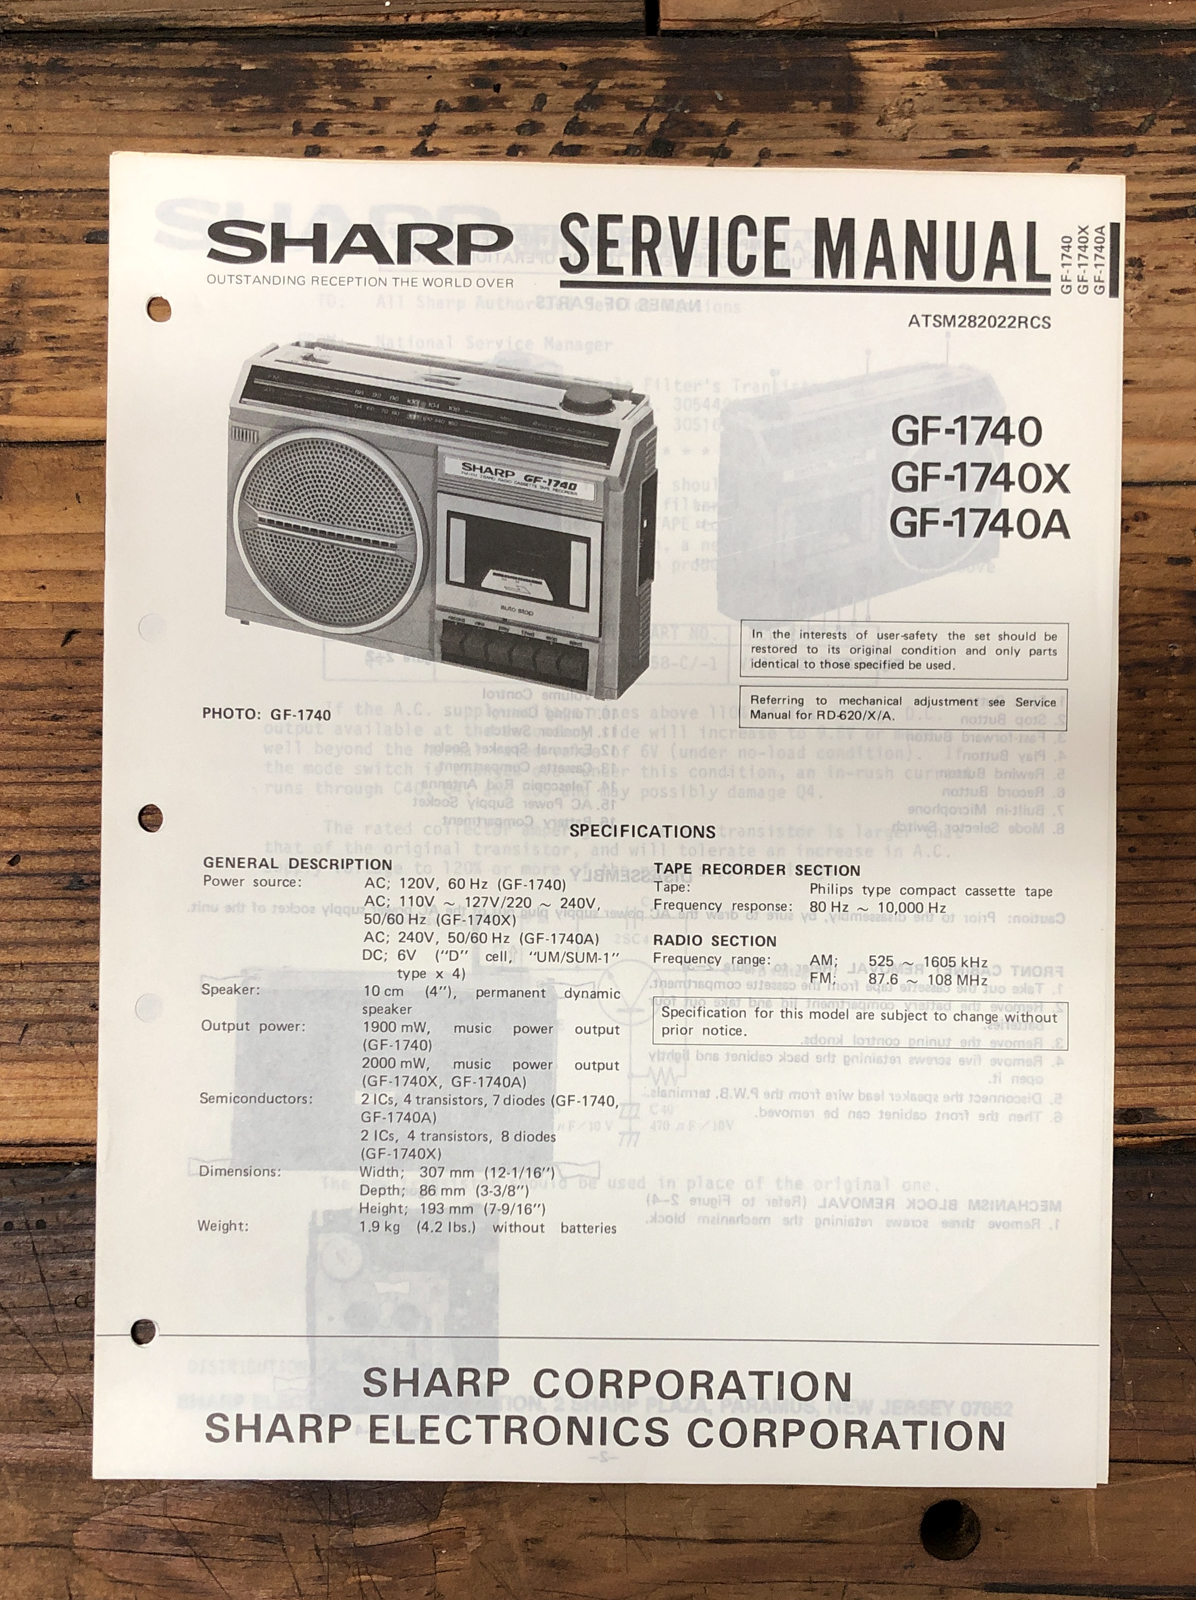 SHARP
OUTSTANDING RECEPTION THE WORLD OVER
SERVICE MANUAL
GF-1740
GF-1740X
GF-1740A
ATSM282022RCS
GF-1740
GF-1740X
GF-1740A
SHARP GF-1740
auto stop
In the interests of user-safety the set should be
restored to its original condition and only parts
identical to those specified be used.
Referring to mechanical adjustment see Service
Manual for RD-620/X/A.
PHOTO: GF-1740
SPECIFICATIONS
GENERAL DESCRIPTION
Power source: AC; 120V, 60 Hz (GF-1740)
AC; 110V ~ 127V/220 ~ 240V,
50/60 Hz (GF-1740X)
AC; 240V, 50/60 Hz (GF-1740A)
DC; 6V ("D" cell, "UM/SUM-1"
type x 4)
Speaker: 10 cm (4"), permanent dynamic
speaker
Output power: 1900 mW, music power output
(GF-1740)
2000 mW, music power output
(GF-1740X, GF-1740A)
Semiconductors: 2 ICs, 4 transistors, 7 diodes (GF-1740,
GF-1740A)
2 ICs, 4 transistors, 8 diodes
(GF-1740X)
Dimensions: Width; 307 mm (12-1/16")
Depth; 86 mm (3-3/8")
Height; 193 mm (7-9/16")
Weight: 1.9 kg (4.2 lbs.) without batteries
TAPE RECORDER SECTION
Tape: Philips type compact cassette tape
Frequency response: 80 Hz ~ 10,000 Hz
RADIO SECTION
Frequency range: AM; 525 ~ 1605 kHz
FM; 87.6 ~ 108 MHz
Specification for this model are subject to change without
prior notice.
SHARP CORPORATION
SHARP ELECTRONICS CORPORATION